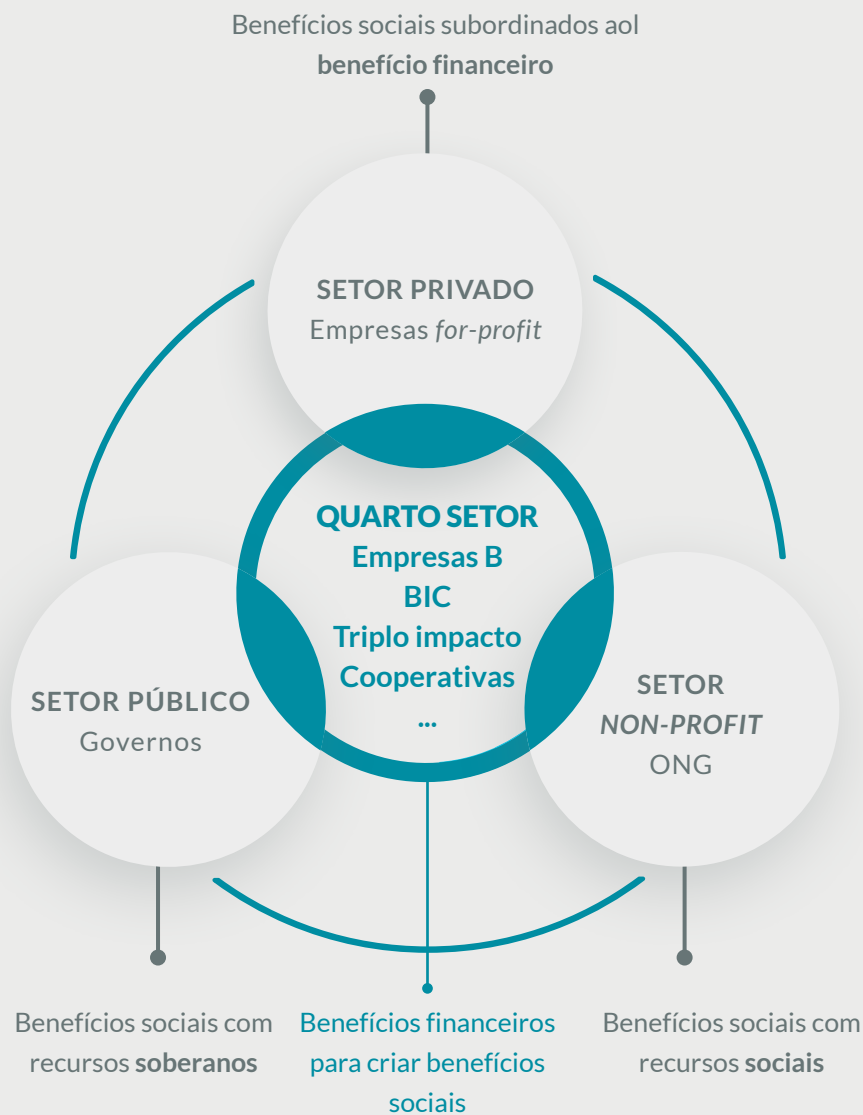 Benefícios sociais subordinados aol
benefício financeiro
SETOR PRIVADO
Empresas for-profit
QUARTO SETOR
Empresas B
BIC
Triplo impacto
Cooperativas
...
SETOR PÚBLICO
Governos
SETOR
NON-PROFIT
ONG
Benefícios sociais com
recursos soberanos
Benefícios financeiros
para criar benefícios
sociais
Benefícios sociais com
recursos sociais